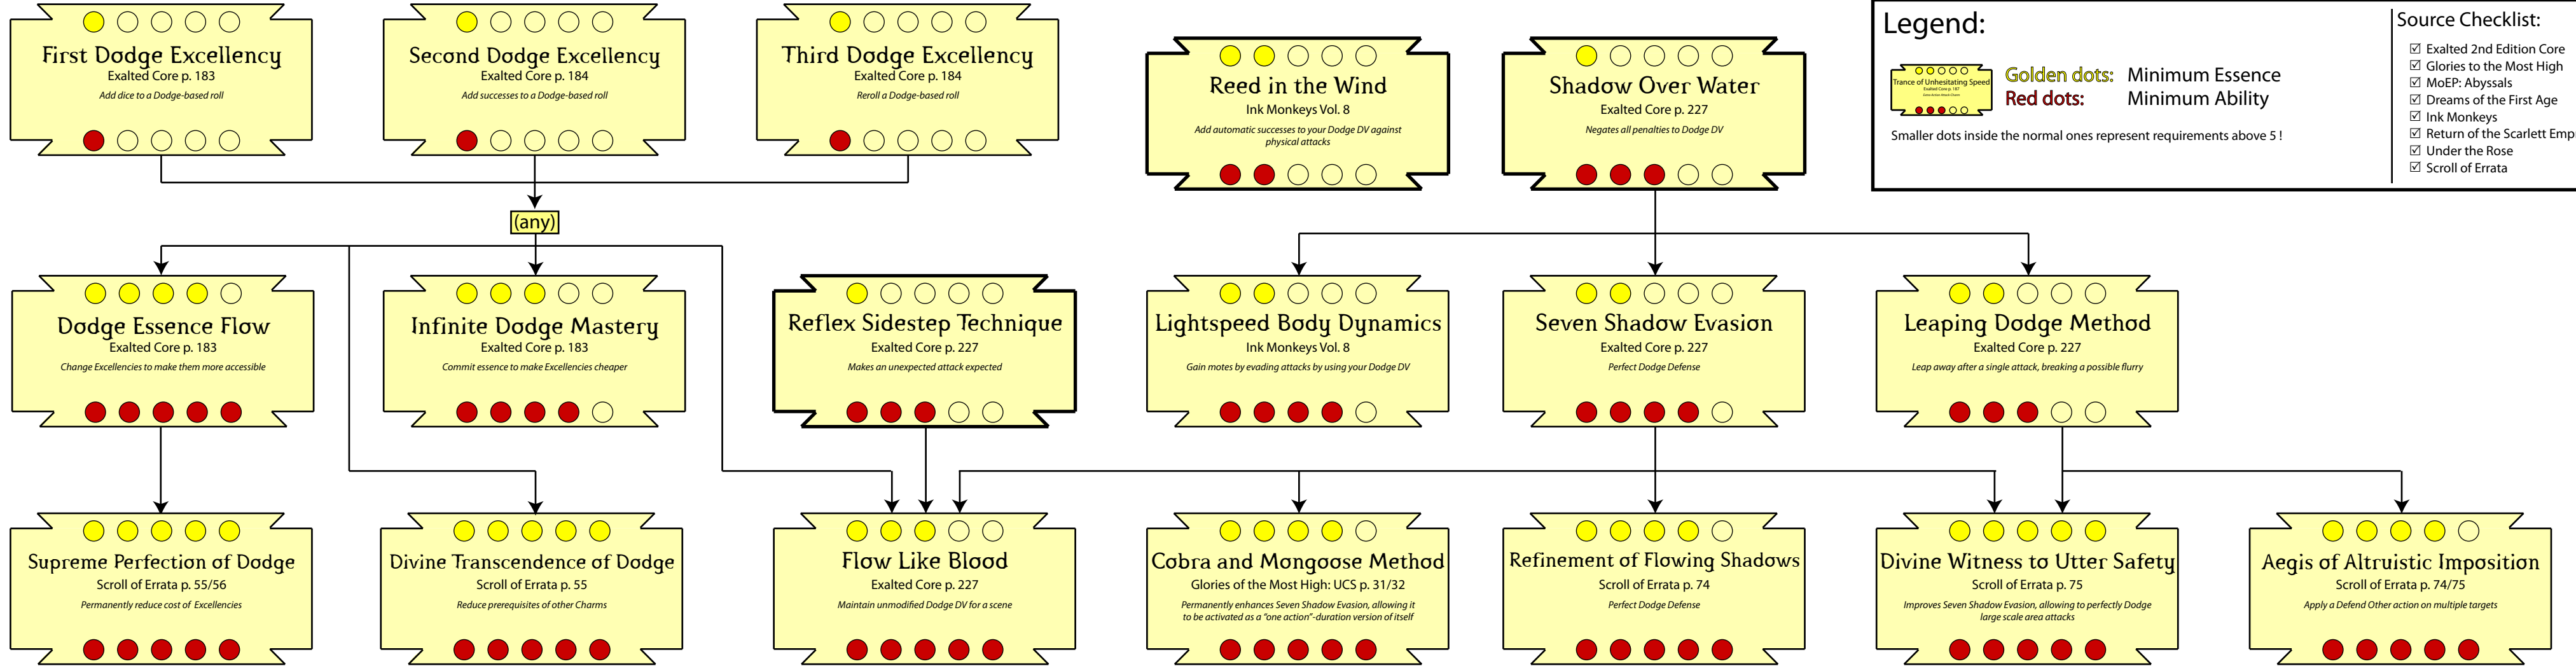 First Dodge Excellency
Exalted Core p. 183
Add dice to a Dodge-based roll
Second Dodge Excellency
Exalted Core p. 184
Add successes to a Dodge-based roll
Third Dodge Excellency
Exalted Core p. 184
Reroll a Dodge-based roll
Reed in the Wind
Ink Monkeys Vol. 8
Add automatic successes to your Dodge DV against
physical attacks
Shadow Over Water
Exalted Core p. 227
Negates all penalties to Dodge DV
Legend:
Trance of Unhesitating Speed
Exalted Core p. 187
Golden dots: Minimum Essence
Red dots: Minimum Ability
Smaller dots inside the normal ones represent requirements above 5 !
Source Checklist:
Exalted 2nd Edition Core
Glories to the Most High
MoEP: Abyssals
Dreams of the First Age
Ink Monkeys
Return of the Scarlett Emp
Under the Rose
Scroll of Errata
(any)
Dodge Essence Flow
Exalted Core p. 183
Change Excellencies to make them more accessible
Infinite Dodge Mastery
Exalted Core p. 183
Commit essence to make Excellencies cheaper
Reflex Sidestep Technique
Exalted Core p. 227
Makes an unexpected attack expected
Lightspeed Body Dynamics
Ink Monkeys Vol. 8
Gain motes by evading attacks by using your Dodge DV
Seven Shadow Evasion
Exalted Core p. 227
Perfect Dodge Defense
Leaping Dodge Method
Exalted Core p. 227
Leap away after a single attack, breaking a possible flurry
Supreme Perfection of Dodge
Scroll of Errata p. 55/56
Permanently reduce cost of Excellencies
Divine Transcendence of Dodge
Scroll of Errata p. 55
Reduce prerequisites of other Charms
Flow Like Blood
Exalted Core p. 227
Maintain unmodified Dodge DV for a scene
Cobra and Mongoose Method
Glories of the Most High: UCS p. 31/32
Permanently enhances Seven Shadow Evasion, allowing it
to be activated as a "one action"-duration version of itself
Refinement of Flowing Shadows
Scroll of Errata p. 74
Perfect Dodge Defense
Divine Witness to Utter Safety
Scroll of Errata p. 75
Improves Seven Shadow Evasion, allowing to perfectly Dodge
large scale area attacks
Aegis of Altruistic Imposition
Scroll of Errata p. 74/75
Apply a Defend Other action on multiple targets